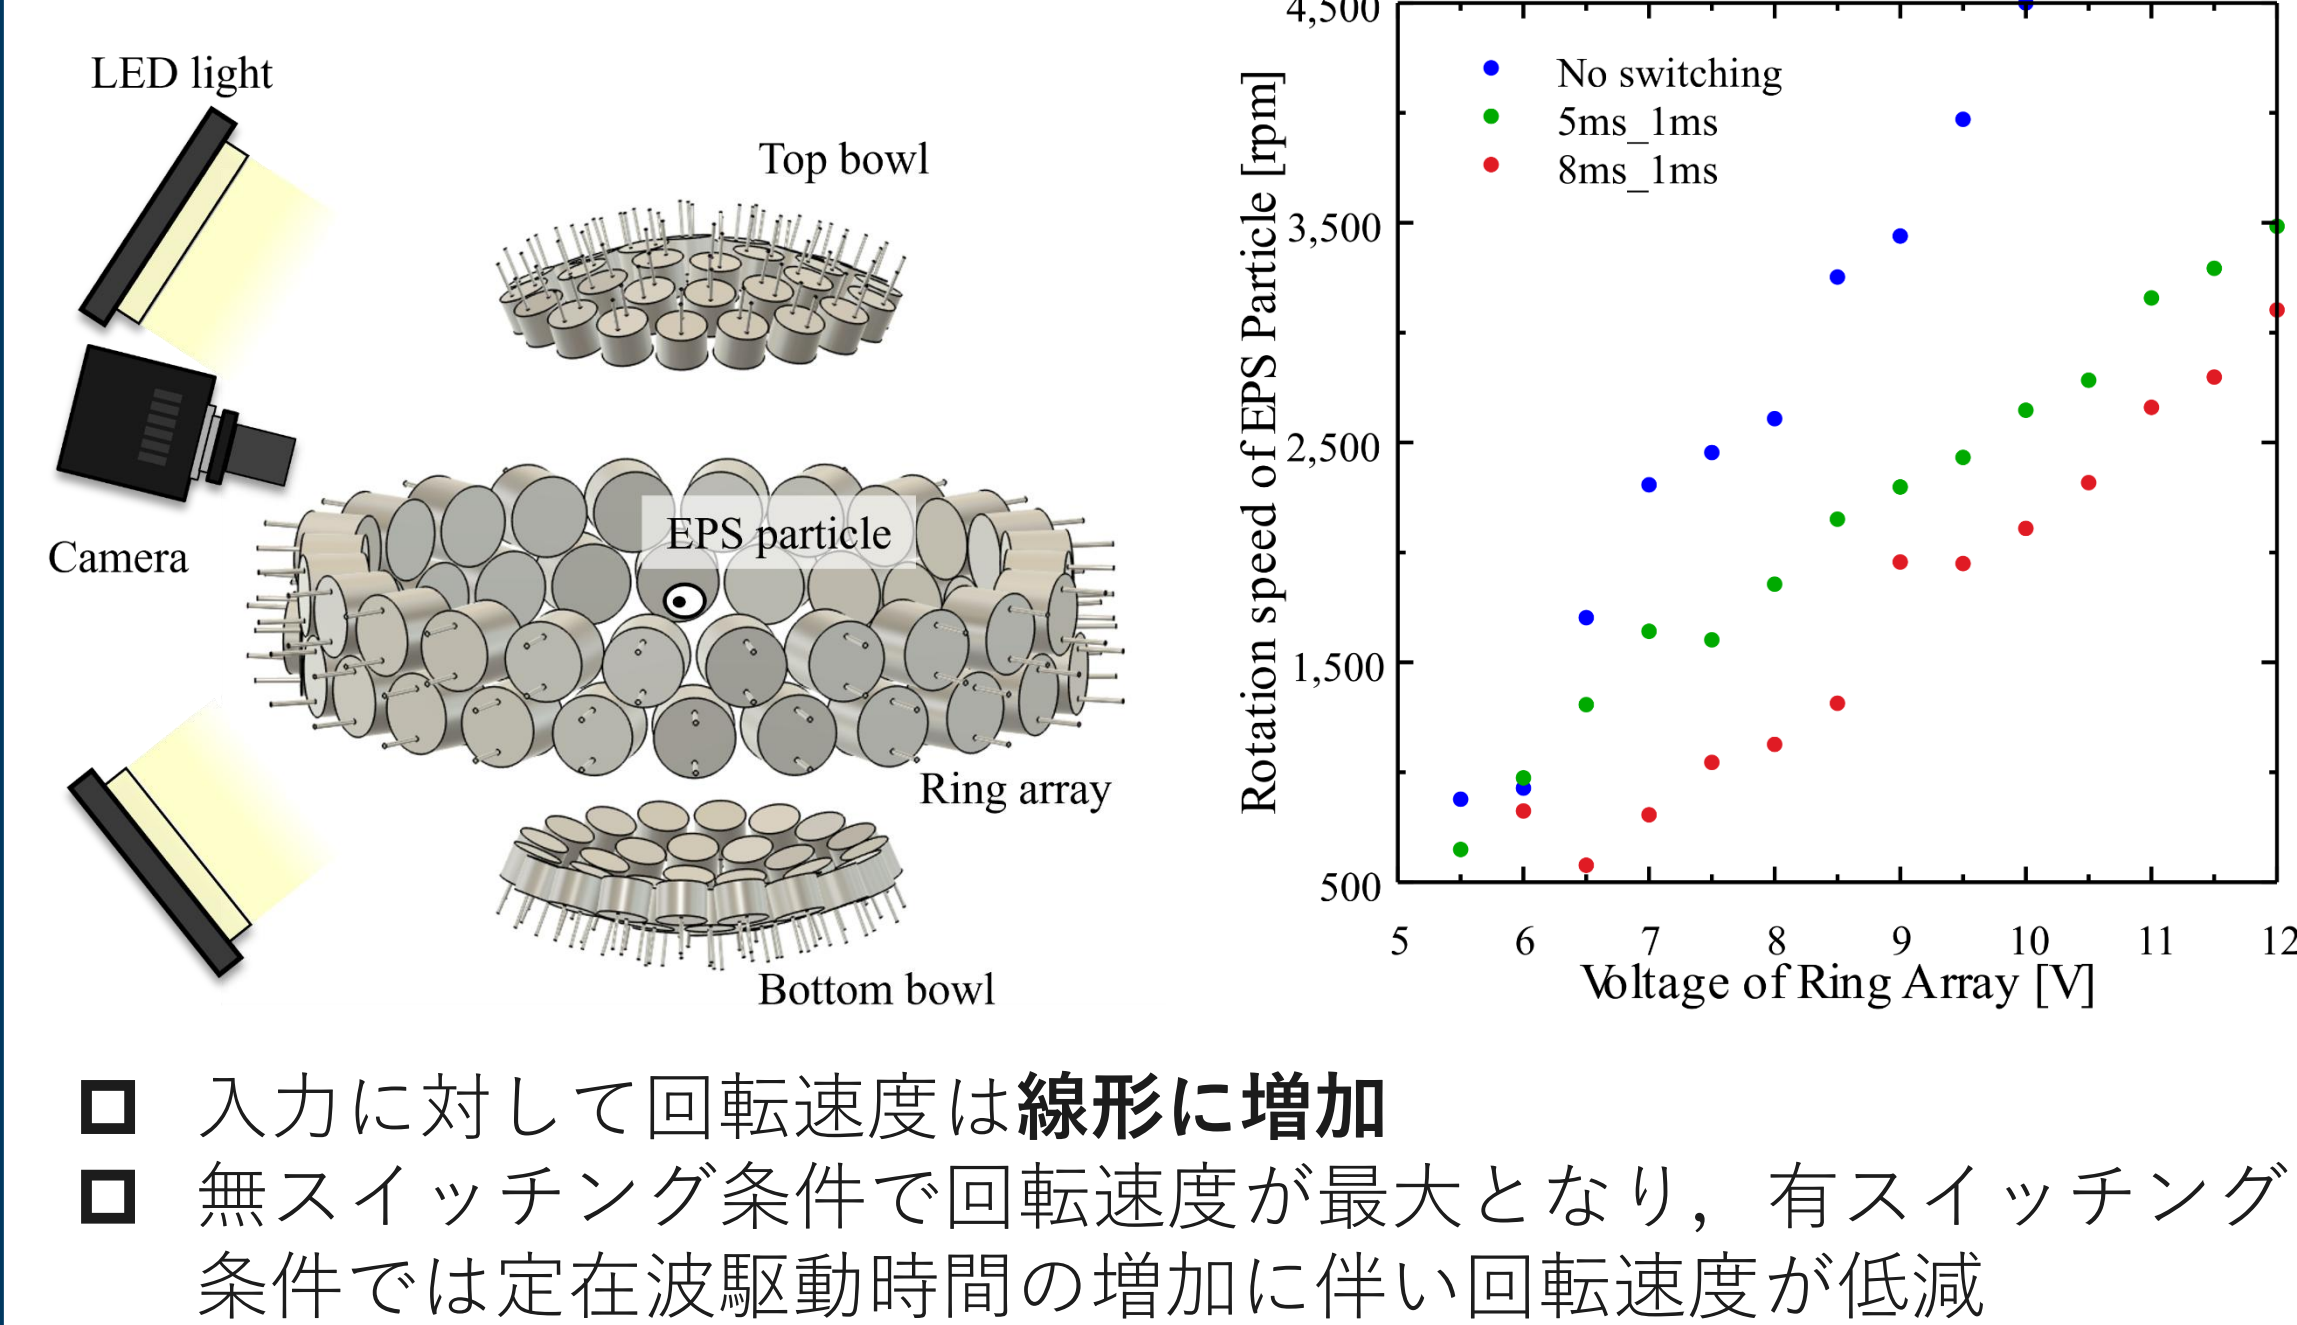 LED light
Top bowl
Camera
EPS particle
Ring array
Bottom bowl
4,500
3,500
2,500
1,500
500
Rotation speed of EPS Particle [rpm]
No switching
5ms_1ms
8ms_1ms
5 6 7 8 9 10 11 12
Voltage of Ring Array [V]
入力に対して回転速度は線形に増加
無スイッチング条件で回転速度が最大となり，有スイッチング
条件では定在波駆動時間の増加に伴い回転速度が低減